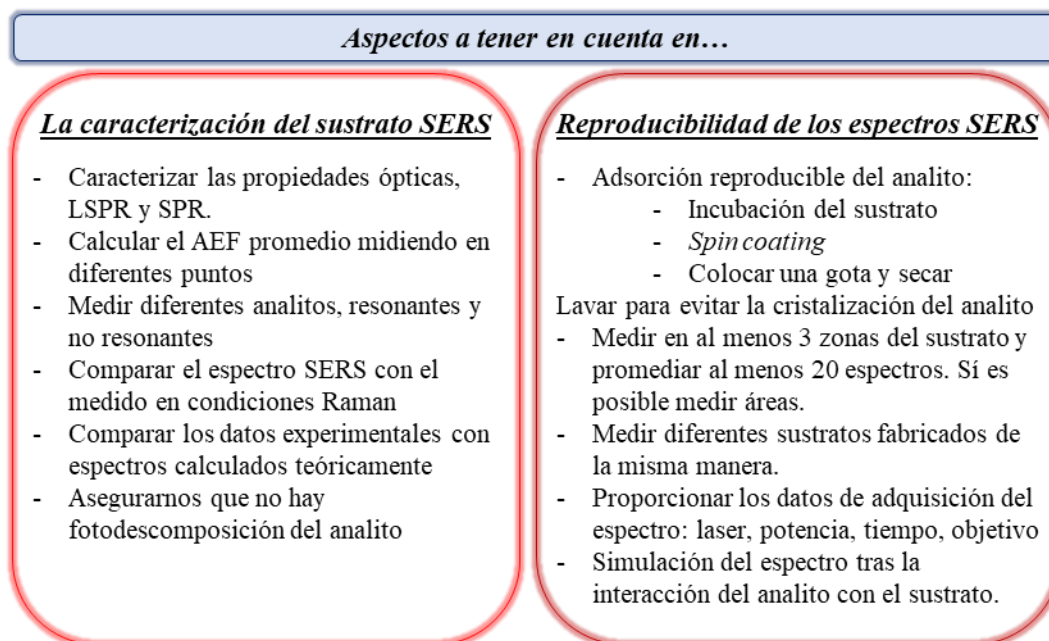 Aspectos a tener en cuenta en…
La caracterización del sustrato SERS
- Caracterizar las propiedades ópticas,
LSPR y SPR.
- Calcular el AEF promedio midiendo en
diferentes puntos
- Medir diferentes analitos, resonantes y
no resonantes
- Comparar el espectro SERS con el
medido en condiciones Raman
- Comparar los datos experimentales con
espectros calculados teóricamente
- Asegurarnos que no hay
fotodescomposición del analito
Reproducibilidad de los espectros SERS
- Adsorción reproducible del analito:
- Incubación del sustrato
- Spin coating
- Colocar una gota y secar
Lavar para evitar la cristalización del analito
- Medir en al menos 3 zonas del sustrato y
promediar al menos 20 espectros. Sí es
posible medir áreas.
- Medir diferentes sustratos fabricados de
la misma manera.
- Proporcionar los datos de adquisición del
espectro: laser, potencia, tiempo, objetivo
- Simulación del espectro tras la
interacción del analito con el sustrato.